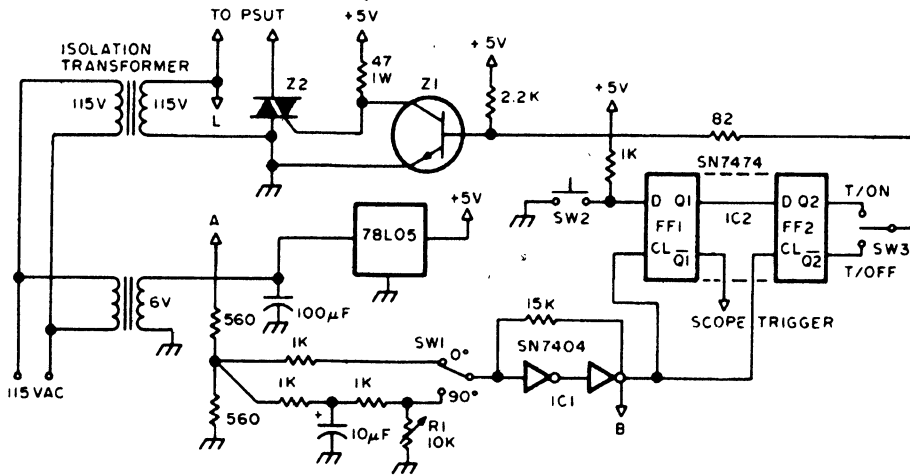 TO PSUT
+5V
+5V
+5V
ISOLATION
TRANSFORMER
115V
115V
L
Z2
47
1W
Z1
2.2K
82
1K
SN7474
SW2
D Q1
FF1
CL Q̅1
IC2
D Q2
FF2
CL Q̅2
T/ON
SW3
T/OFF
A
78L05
+5V
6V
100µF
560
SCOPE TRIGGER
15K
1K
SW1
0°
SN7404
115VAC
1K
1K
90°
IC1
B
560
+
10µF
R1
10K